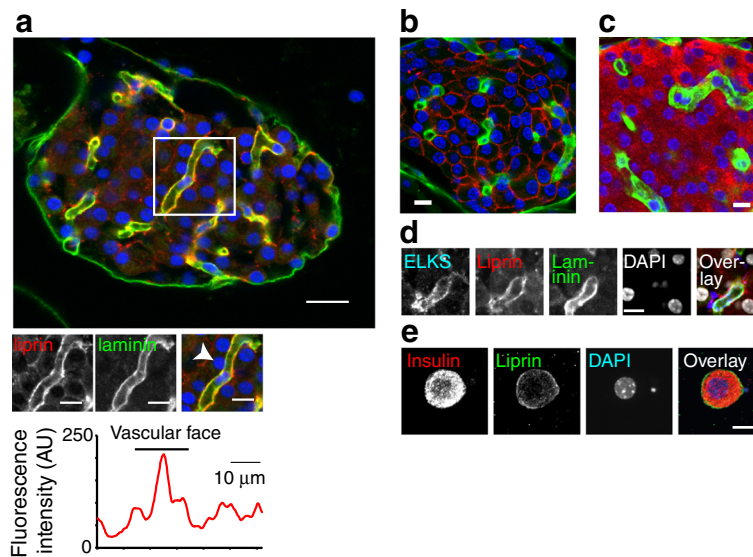 a
b
c
d
ELKS
Liprin
Lam-
inin
DAPI
Over-
lay
e
Insulin
Liprin
DAPI
Overlay
liprin
laminin
250
Vascular face
10 μm
0
Fluorescence
intensity (AU)